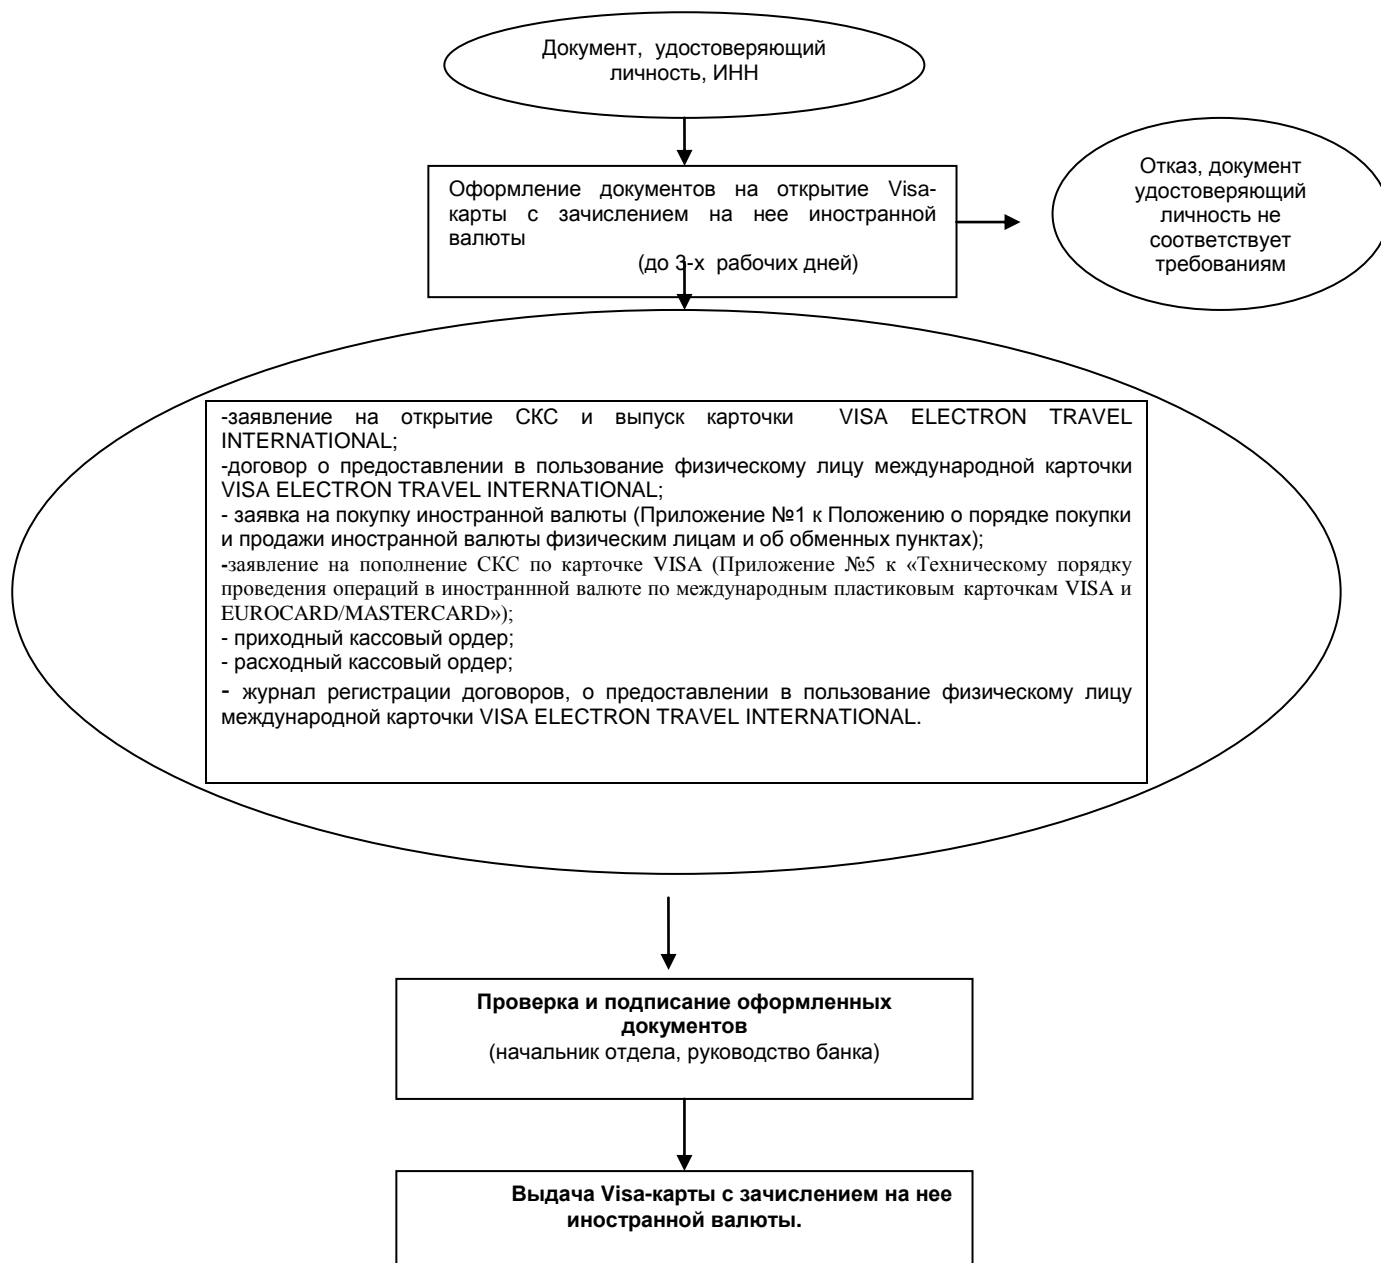 Документ, удостоверяющий
личность, ИНН
Оформление документов на открытие Visa-
карты с зачислением на нее иностранной
валюты
(до 3-х рабочих дней)
Отказ, документ
удостоверяющий
личность не
соответствует
требованиям
-заявление на открытие СКС и выпуск карточки VISA ELECTRON TRAVEL
INTERNATIONAL;
-договор о предоставлении в пользование физическому лицу международной карточки
VISA ELECTRON TRAVEL INTERNATIONAL;
- заявка на покупку иностранной валюты (Приложение №1 к Положению о порядке покупки
и продажи иностранной валюты физическим лицам и об обменных пунктах);
-заявление на пополнение СКС по карточке VISA (Приложение №5 к «Техническому порядку
проведения операций в иностраннной валюте по международным пластиковым карточкам VISA и
EUROCARD/MASTERCARD»);
- приходный кассовый ордер;
- расходный кассовый ордер;
- журнал регистрации договоров, о предоставлении в пользование физическому лицу
международной карточки VISA ELECTRON TRAVEL INTERNATIONAL.
Проверка и подписание оформленных
документов
(начальник отдела, руководство банка)
Выдача Visa-карты с зачислением на нее
иностранной валюты.